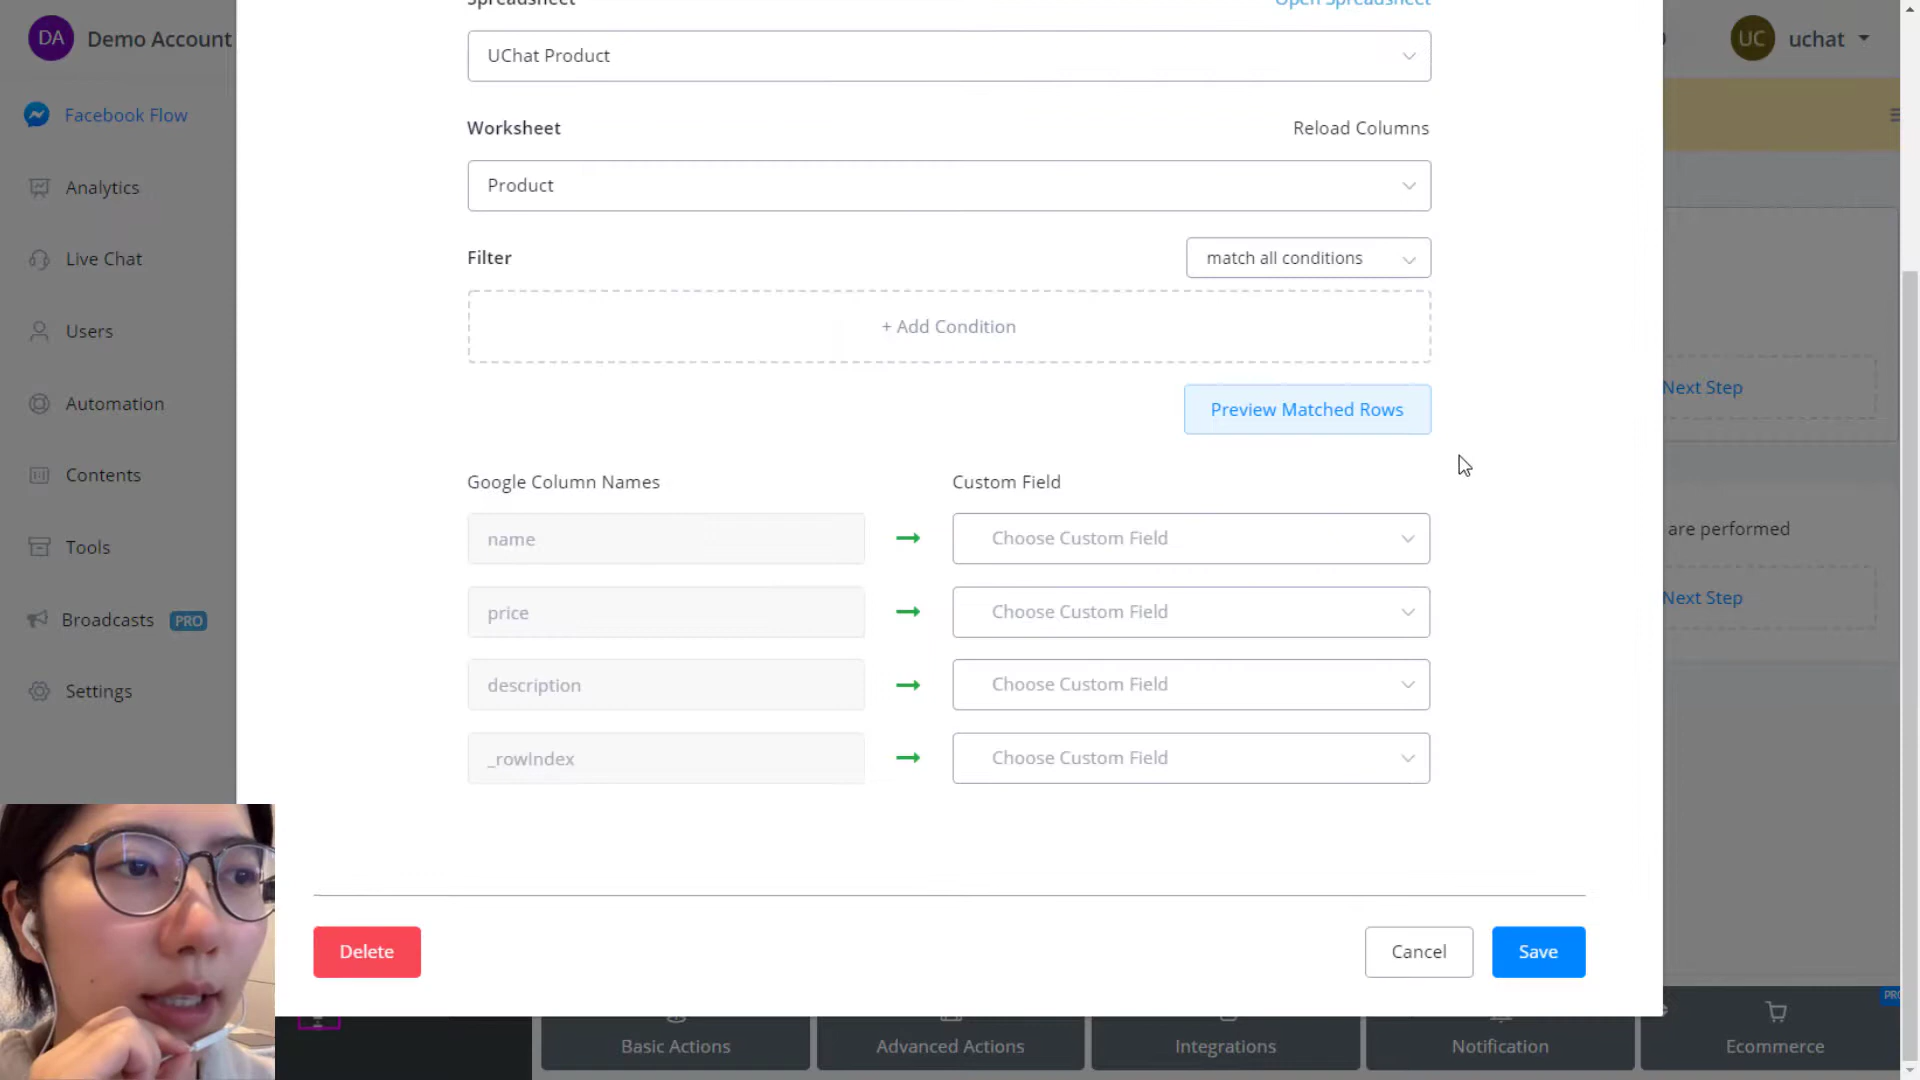 DA
Demo Account
Facebook Flow
Analytics
Live Chat
Users
Automation
Contents
Tools
Broadcasts PRO
Settings
Spreadsheet
Open Spreadsheet
UChat Product
Worksheet
Reload Columns
Product
Filter
match all conditions
+ Add Condition
Preview Matched Rows
Google Column Names
Custom Field
name
Choose Custom Field
price
Choose Custom Field
description
Choose Custom Field
_rowIndex
Choose Custom Field
Delete
Cancel
Save
UC
uchat
Next Step
are performed
Next Step
Basic Actions
Advanced Actions
Integrations
Notification
Ecommerce